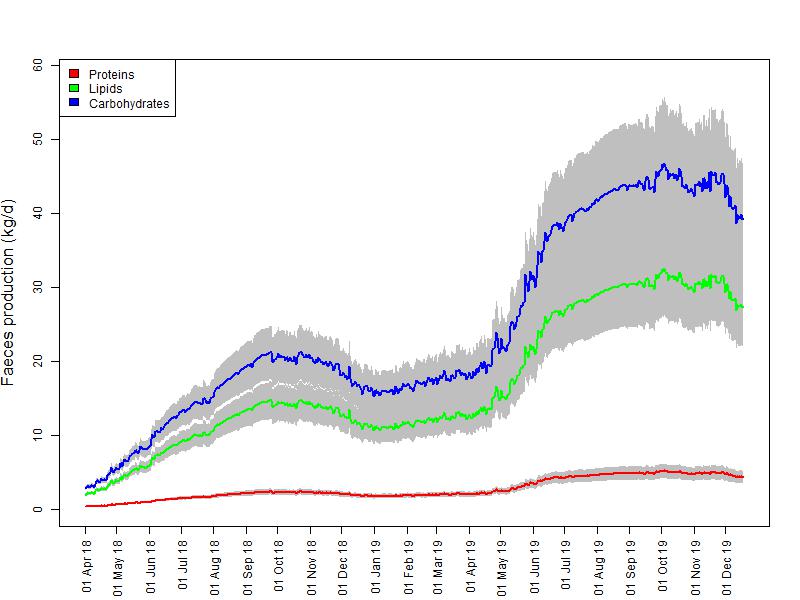 Faeces production (kg/d)
60
50
40
30
20
10
0
Proteins
Lipids
Carbohydrates
01 Apr 18
01 May 18
01 Jun 18
01 Jul 18
01 Aug 18
01 Sep 18
01 Oct 18
01 Nov 18
01 Dec 18
01 Jan 19
01 Feb 19
01 Mar 19
01 Apr 19
01 May 19
01 Jun 19
01 Jul 19
01 Aug 19
01 Sep 19
01 Oct 19
01 Nov 19
01 Dec 19